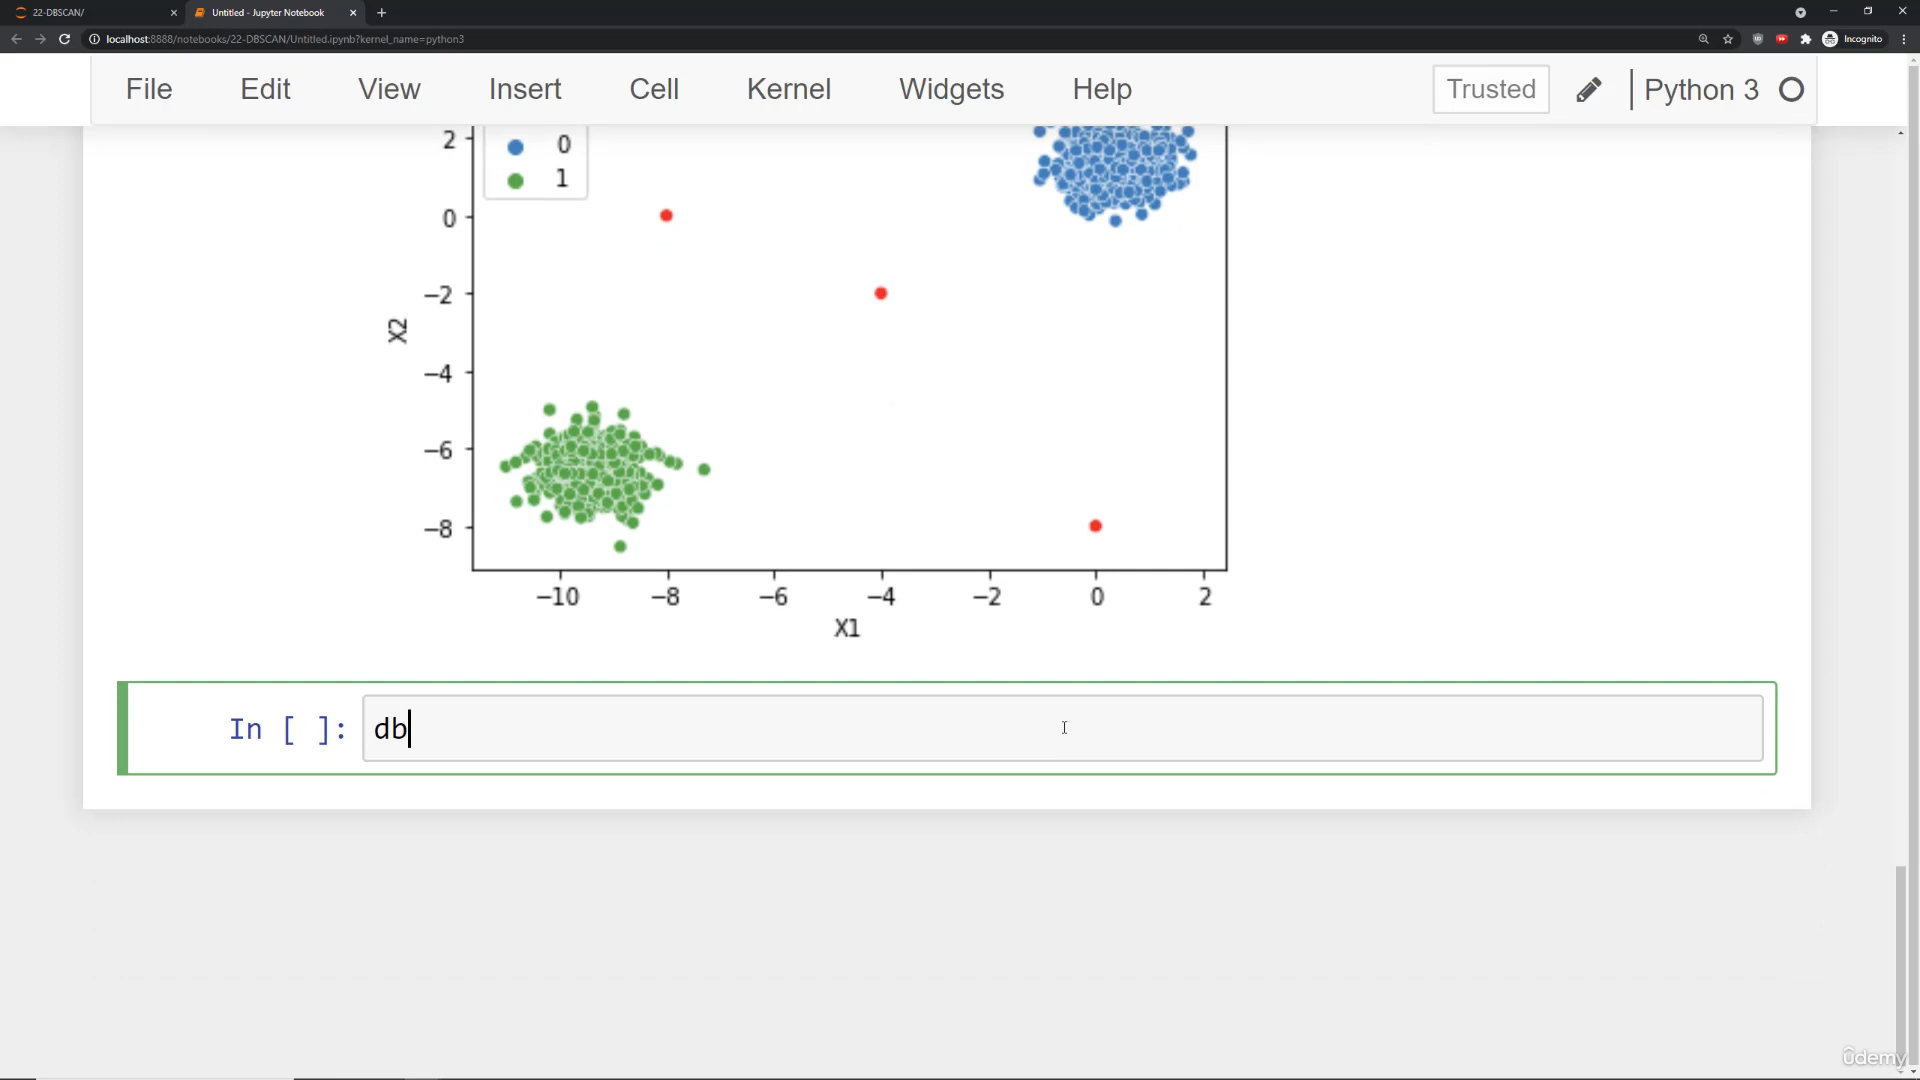 22-DBSCAN/
Untitled - Jupyter Notebook
localhost:8888/notebooks/22-DBSCAN/Untitled.ipynb?kernel_name=python3
Incognito
File Edit View Insert Cell Kernel Widgets Help
Trusted
Python 3
0
1
2
0
−2
−4
−6
−8
X2
−10 −8 −6 −4 −2 0 2
X1
In [ ]: db
ûdemy